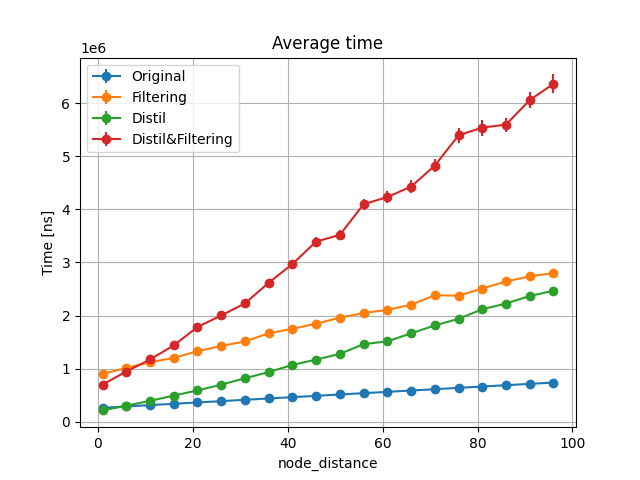 Average time
1e6
Original
Filtering
Distil
Distil&Filtering
6
5
4
3
2
1
0
Time [ns]
0 20 40 60 80 100
node_distance